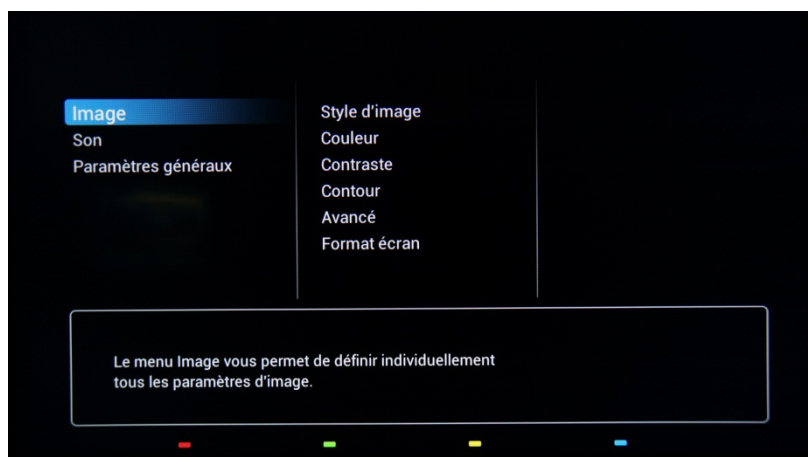 Image
Son
Paramètres généraux
Style d'image
Couleur
Contraste
Contour
Avancé
Format écran
Le menu Image vous permet de définir individuellement
tous les paramètres d'image.